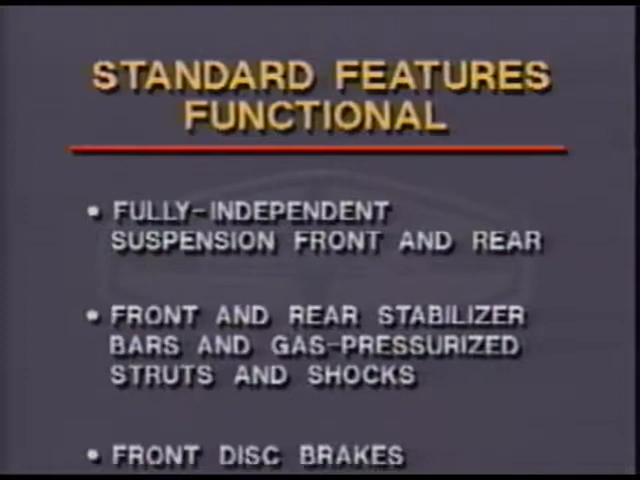 STANDARD FEATURES
FUNCTIONAL
• FULLY-INDEPENDENT
SUSPENSION FRONT AND REAR
• FRONT AND REAR STABILIZER
BARS AND GAS-PRESSURIZED
STRUTS AND SHOCKS
• FRONT DISC BRAKES